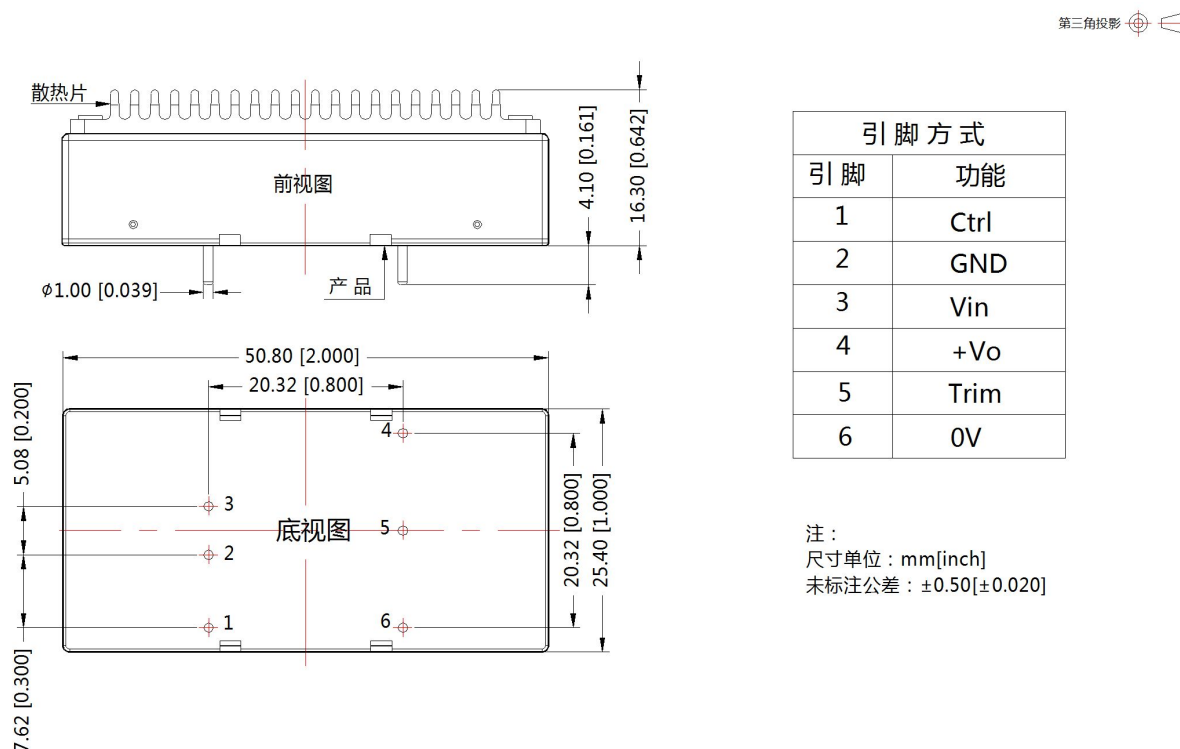 第三角投影
散热片
前视图
4.10 [0.161]
16.30 [0.642]
φ1.00 [0.039]
产 品
50.80 [2.000]
20.32 [0.800]
5.08 [0.200]
7.62 [0.300]
4
3
底视图
5
2
1
6
20.32 [0.800]
25.40 [1.000]
引 脚 方 式
引 脚 功能
1 Ctrl
2 GND
3 Vin
4 +Vo
5 Trim
6 0V
注：
尺寸单位：mm[inch]
未标注公差：±0.50[±0.020]